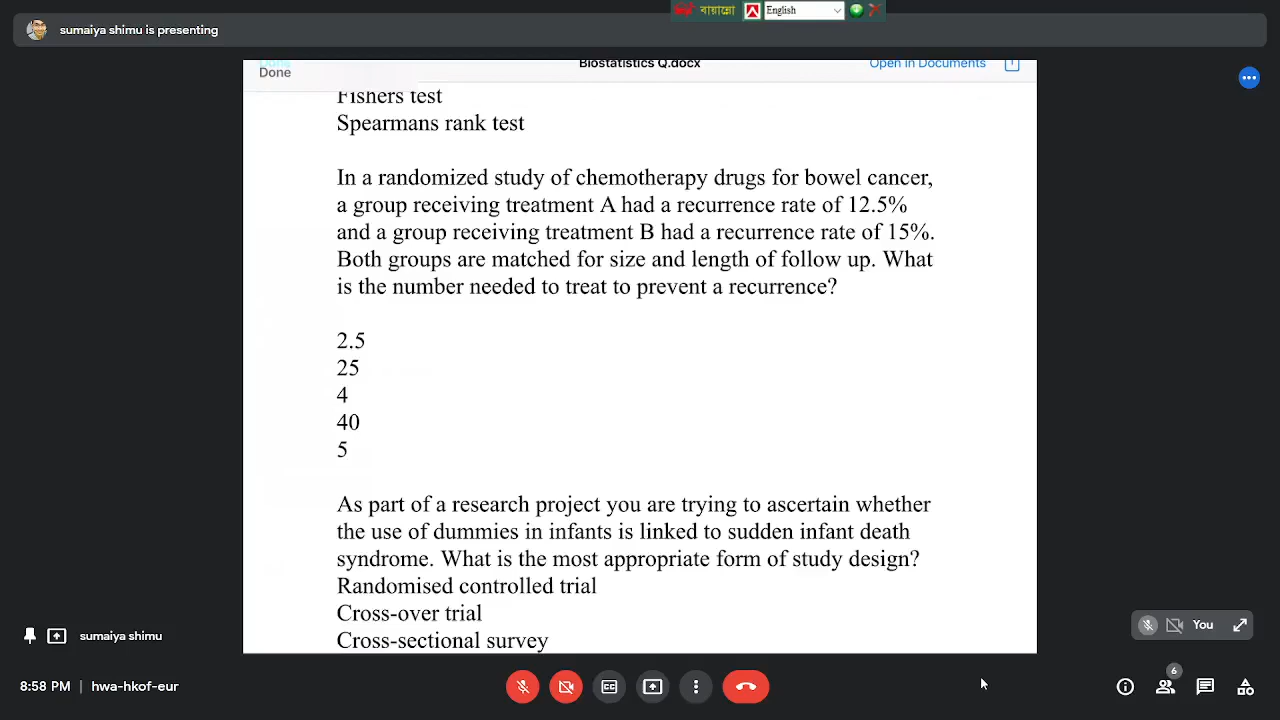 বায়ান্নো
English
sumaiya shimu is presenting
Done
Biostatistics Q.docx
Open in Documents
Fishers test
Spearmans rank test
In a randomized study of chemotherapy drugs for bowel cancer,
a group receiving treatment A had a recurrence rate of 12.5%
and a group receiving treatment B had a recurrence rate of 15%.
Both groups are matched for size and length of follow up. What
is the number needed to treat to prevent a recurrence?
2.5
25
4
40
5
As part of a research project you are trying to ascertain whether
the use of dummies in infants is linked to sudden infant death
syndrome. What is the most appropriate form of study design?
Randomised controlled trial
Cross-over trial
Cross-sectional survey
sumaiya shimu
You
8:58 PM | hwa-hkof-eur
6